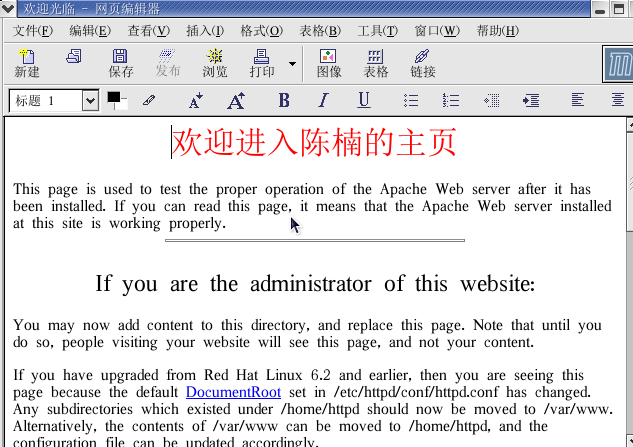 欢迎光临 - 网页编辑器
文件(F) 编辑(E) 查看(V) 插入(I) 格式(O) 表格(B) 工具(T) 窗口(W) 帮助(H)
新建 保存 发布 浏览 打印 图像 表格 链接
标题 1 B I U
欢迎进入陈楠的主页
This page is used to test the proper operation of the Apache Web server after it has
been installed. If you can read this page, it means that the Apache Web server installed
at this site is working properly.
If you are the administrator of this website:
You may now add content to this directory, and replace this page. Note that until you
do so, people visiting your website will see this page, and not your content.
If you have upgraded from Red Hat Linux 6.2 and earlier, then you are seeing this
page because the default DocumentRoot set in /etc/httpd/conf/httpd.conf has changed.
Any subdirectories which existed under /home/httpd should now be moved to /var/www.
Alternatively, the contents of /var/www can be moved to /home/httpd, and the
configuration file can be updated accordingly.